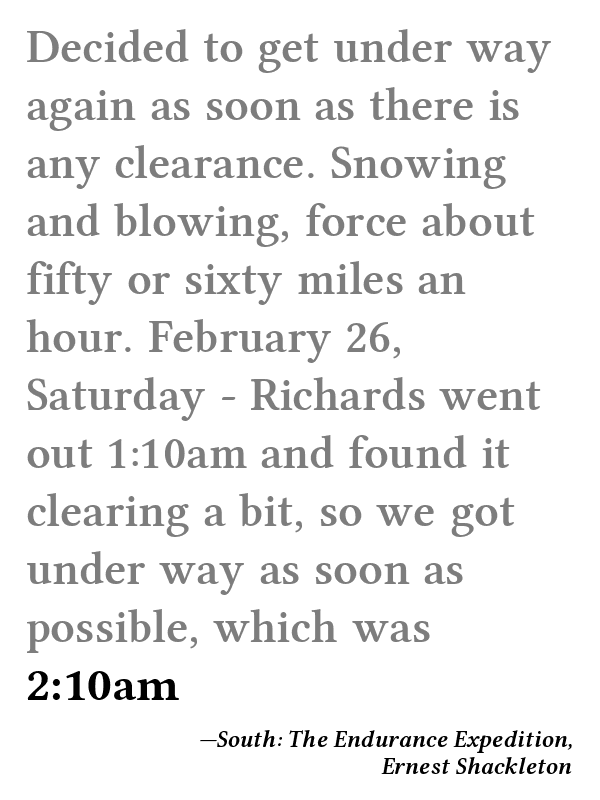 Decided to get under way
again as soon as there is
any clearance. Snowing
and blowing, force about
fifty or sixty miles an
hour. February 26,
Saturday - Richards went
out 1:10am and found it
clearing a bit, so we got
under way as soon as
possible, which was
2:10am
—South: The Endurance Expedition,
Ernest Shackleton